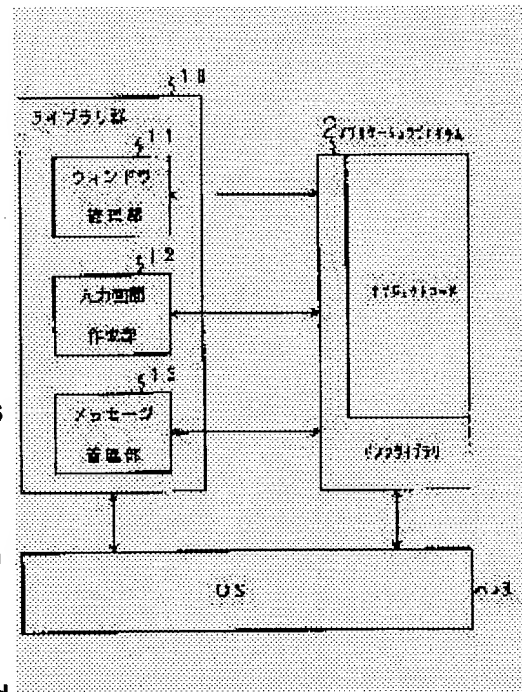 ライブラリ群
11
ウィンドウ
管理部
12
入力画面
作成部
13
メッセージ
管理部
2
アプリケーションプログラム
オブジェクトコード
リンクライブラリ
OS
3